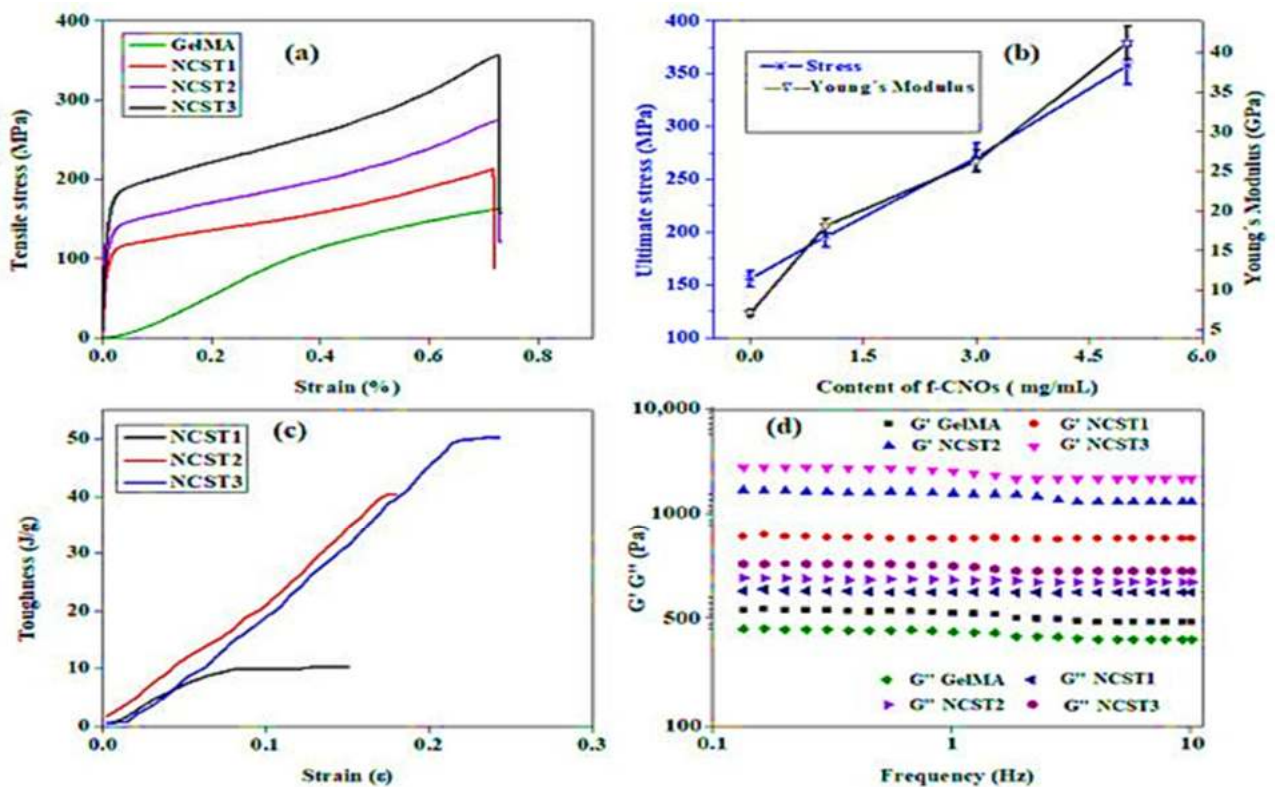 (a)
GelMA
NCST1
NCST2
NCST3
400
300
200
100
0
Tensile stress (MPa)
0.0 0.2 0.4 0.6 0.8
Strain (%)
(b)
Stress
Young´s Modulus
400
350
300
250
200
150
100
Ultimate stress (MPa)
40
35
30
25
20
15
10
5
Young´s Modulus (GPa)
0.0 1.5 3.0 4.5 6.0
Content of f-CNOs ( mg/mL)
(c)
NCST1
NCST2
NCST3
50
40
30
20
10
0
Toughness (J/g)
0.0 0.1 0.2 0.3
Strain (ε)
(d)
G' GelMA G' NCST1
G' NCST2 G' NCST3
10,000
1000
500
100
G' G" (Pa)
G" GelMA G" NCST1
G" NCST2 G" NCST3
0.1 1 10
Frequency (Hz)